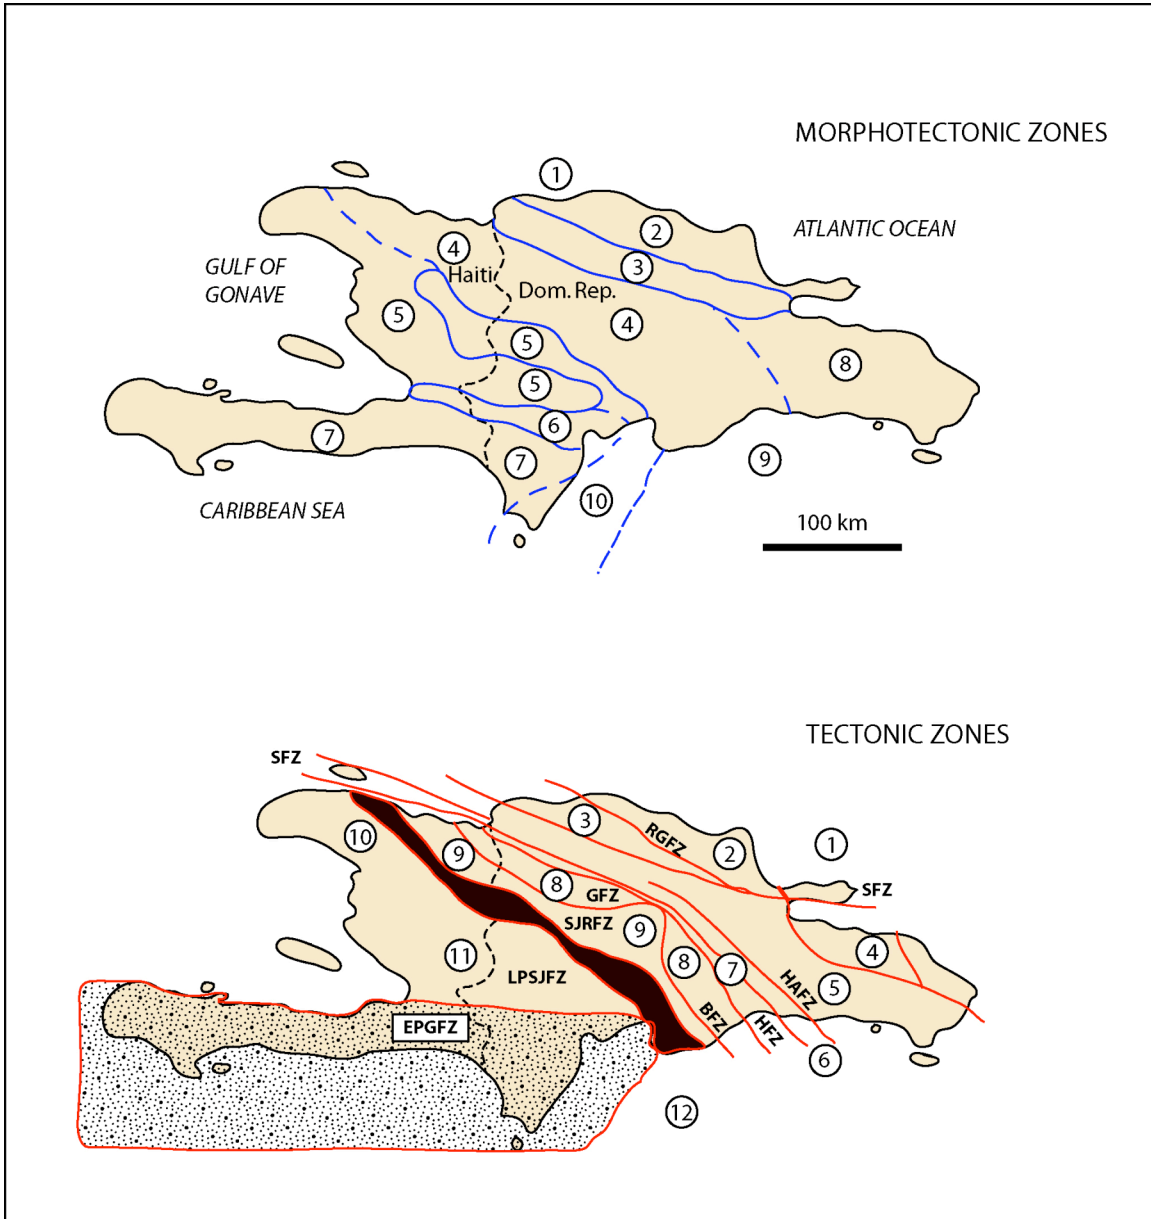 MORPHOTECTONIC ZONES
1
2
ATLANTIC OCEAN
3
4
Haiti
GULF OF
GONAVE
Dom. Rep.
4
5
5
8
5
6
7
7
9
10
CARIBBEAN SEA
100 km
TECTONIC ZONES
SFZ
3
10
RGFZ
1
2
9
8
GFZ
SFZ
SJRFZ
9
4
11
8
7
LPSJFZ
HAFZ
5
EPGFZ
BFZ
HFZ
6
12